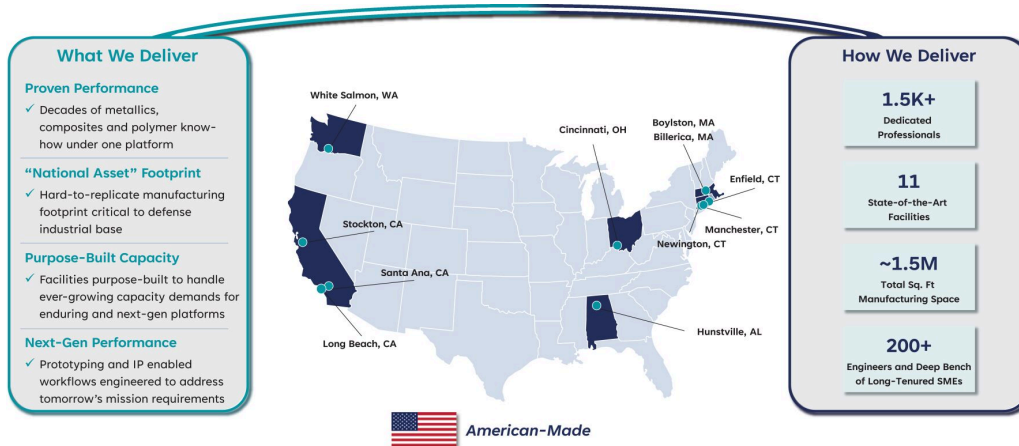 What We Deliver
Proven Performance
✓ Decades of metallics,
composites and polymer know-
how under one platform
“National Asset” Footprint
✓ Hard-to-replicate manufacturing
footprint critical to defense
industrial base
Purpose-Built Capacity
✓ Facilities purpose-built to handle
ever-growing capacity demands for
enduring and next-gen platforms
Next-Gen Performance
✓ Prototyping and IP enabled
workflows engineered to address
tomorrow’s mission requirements
White Salmon, WA
Cincinnati, OH
Boylston, MA
Billerica, MA
Enfield, CT
Manchester, CT
Newington, CT
Stockton, CA
Santa Ana, CA
Long Beach, CA
Hunstville, AL
American-Made
How We Deliver
1.5K+
Dedicated
Professionals
11
State-of-the-Art
Facilities
~1.5M
Total Sq. Ft
Manufacturing Space
200+
Engineers and Deep Bench
of Long-Tenured SMEs